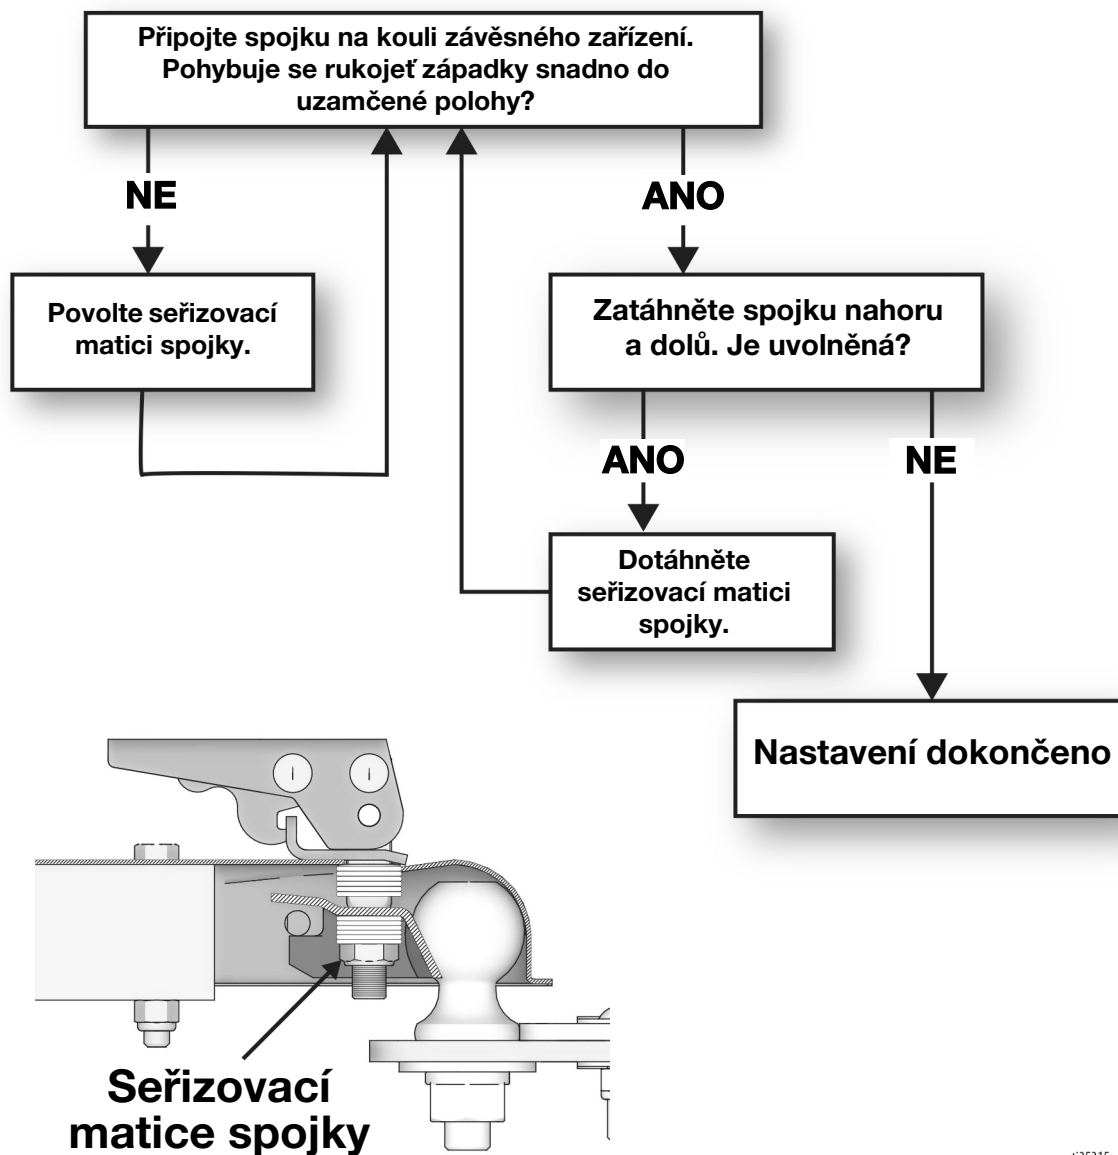 Připojte spojku na kouli závěsného zařízení.
Pohybuje se rukojeť západky snadno do
uzamčené polohy?
NE
ANO
Povolte seřizovací
matici spojky.
Zatáhněte spojku nahoru
a dolů. Je uvolněná?
ANO
NE
Dotáhněte
seřizovací matici
spojky.
Nastavení dokončeno
Seřizovací
matice spojky